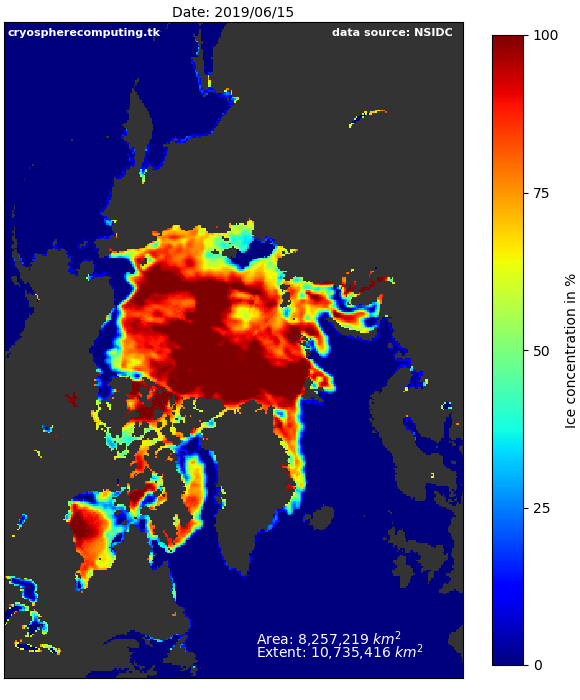 Date: 2019/06/15
cryospherecomputing.tk
data source: NSIDC
100
75
50
25
0
Ice concentration in %
Area: 8,257,219 km²
Extent: 10,735,416 km²